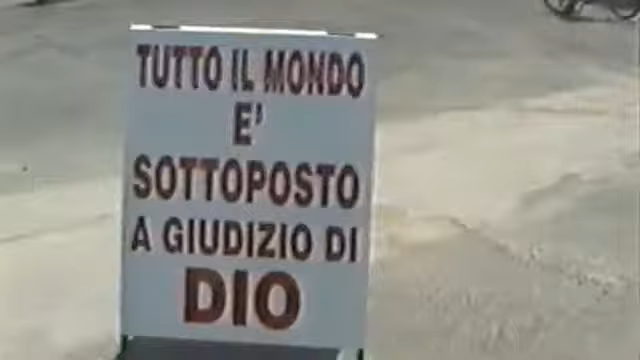 TUTTO IL MONDO
E'
SOTTOPOSTO
A GIUDIZIO DI
DIO